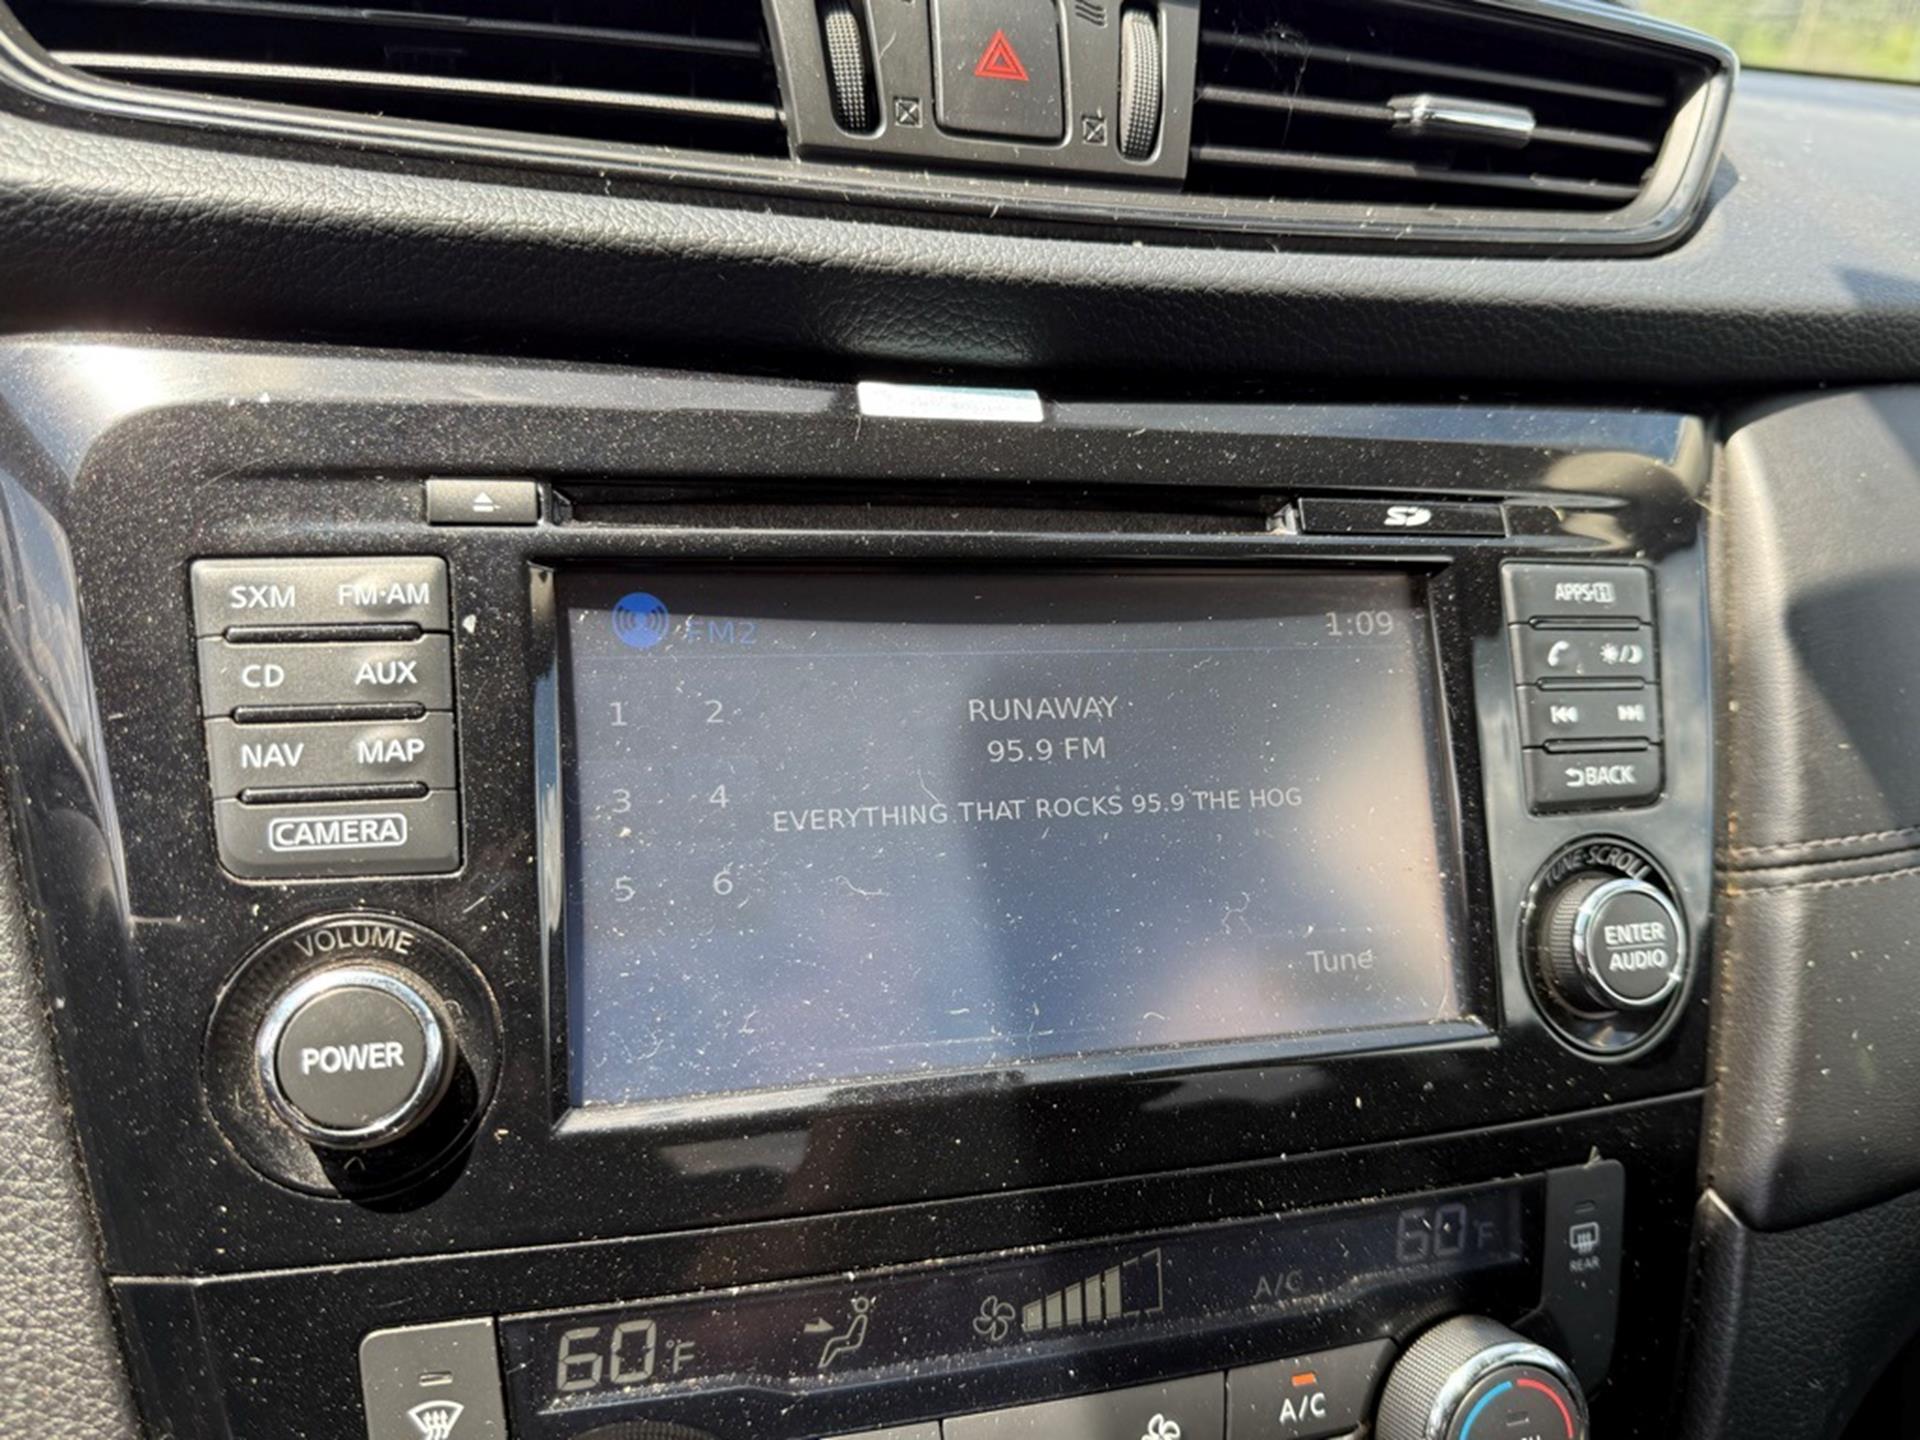 SD
SXM FM·AM
CD AUX
NAV MAP
CAMERA
VOLUME
POWER
FM2
1:09
1 2
3 4
5 6
RUNAWAY
95.9 FM
EVERYTHING THAT ROCKS 95.9 THE HOG
Tune
APPS·i
BACK
TUNE·SCROLL
ENTER
AUDIO
60°F
A/C
60°F
REAR
A/C